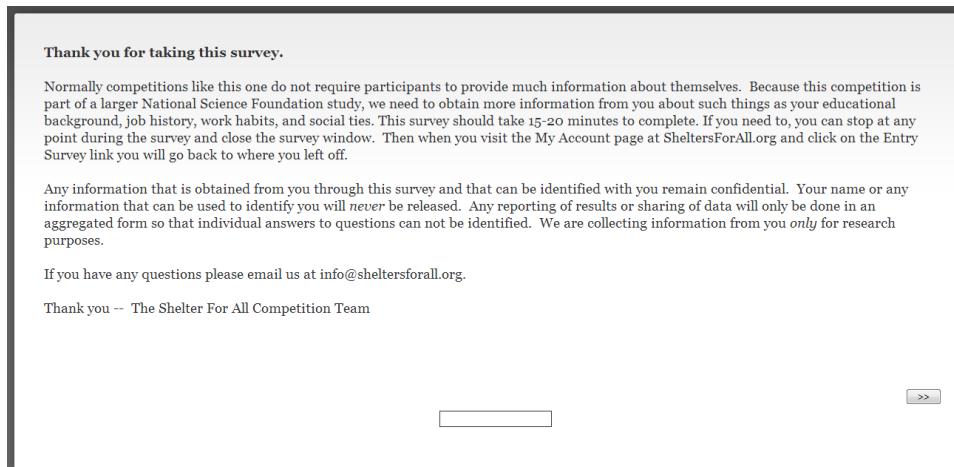 Thank you for taking this survey.
Normally competitions like this one do not require participants to provide much information about themselves.  Because this competition is
part of a larger National Science Foundation study, we need to obtain more information from you about such things as your educational
background, job history, work habits, and social ties. This survey should take 15-20 minutes to complete. If you need to, you can stop at any
point during the survey and close the survey window.  Then when you visit the My Account page at SheltersForAll.org and click on the Entry
Survey link you will go back to where you left off.
Any information that is obtained from you through this survey and that can be identified with you remain confidential.  Your name or any
information that can be used to identify you will never be released.  Any reporting of results or sharing of data will only be done in an
aggregated form so that individual answers to questions can not be identified.  We are collecting information from you only for research
purposes.
If you have any questions please email us at info@sheltersforall.org.
Thank you --  The Shelter For All Competition Team
>>